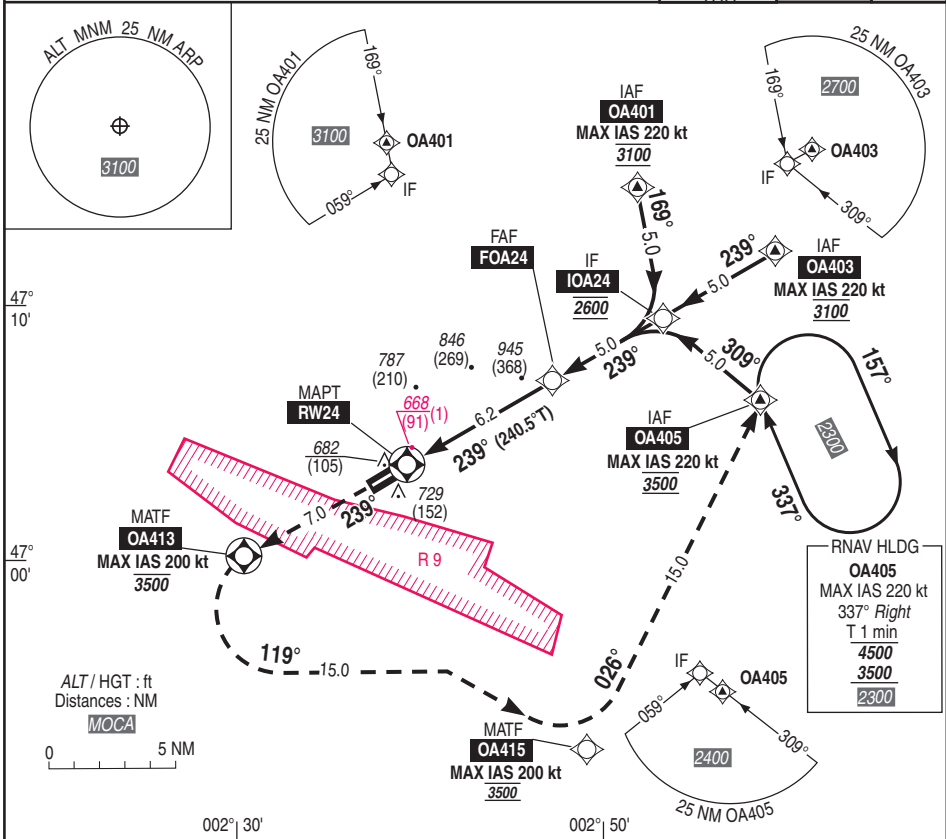 ALT MNM 25 NM ARP
3100
25 NM OA401
169°
3100
OA401
IF
059°
IAF
OA401
MAX IAS 220 kt
3100
25 NM OA403
169°
2700
OA403
IF
309°
169°
5.0
FAF
FOA24
IF
IOA24
2600
239°
5.0
IAF
OA403
MAX IAS 220 kt
3100
47°
10'
787
(210)
846
(269)
945
(368)
5.0
239°
309°
5.0
157°
MAPT
RW24
668
(91)
(1)
6.2
239° (240.5°T)
IAF
OA405
MAX IAS 220 kt
3500
2300
337°
682
(105)
729
(152)
7.0
239°
MATF
OA413
MAX IAS 200 kt
3500
R 9
15.0
47°
00'
RNAV HLDG
OA405
MAX IAS 220 kt
337° Right
T 1 min
4500
3500
2300
119°
15.0
026°
IF
OA405
059°
309°
2400
25 NM OA405
ALT / HGT : ft
Distances : NM
MOCA
0
5 NM
MATF
OA415
MAX IAS 200 kt
3500
002° 30'
002° 50'